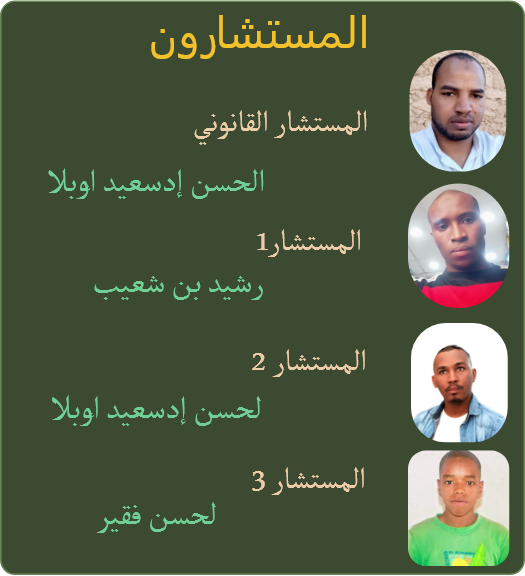 المستشارون
المستشار القانوني
الحسن إدسعيد اوبلا
المستشار1
رشيد بن شعيب
المستشار 2
لحسن إدسعيد اوبلا
المستشار 3
لحسن فقير